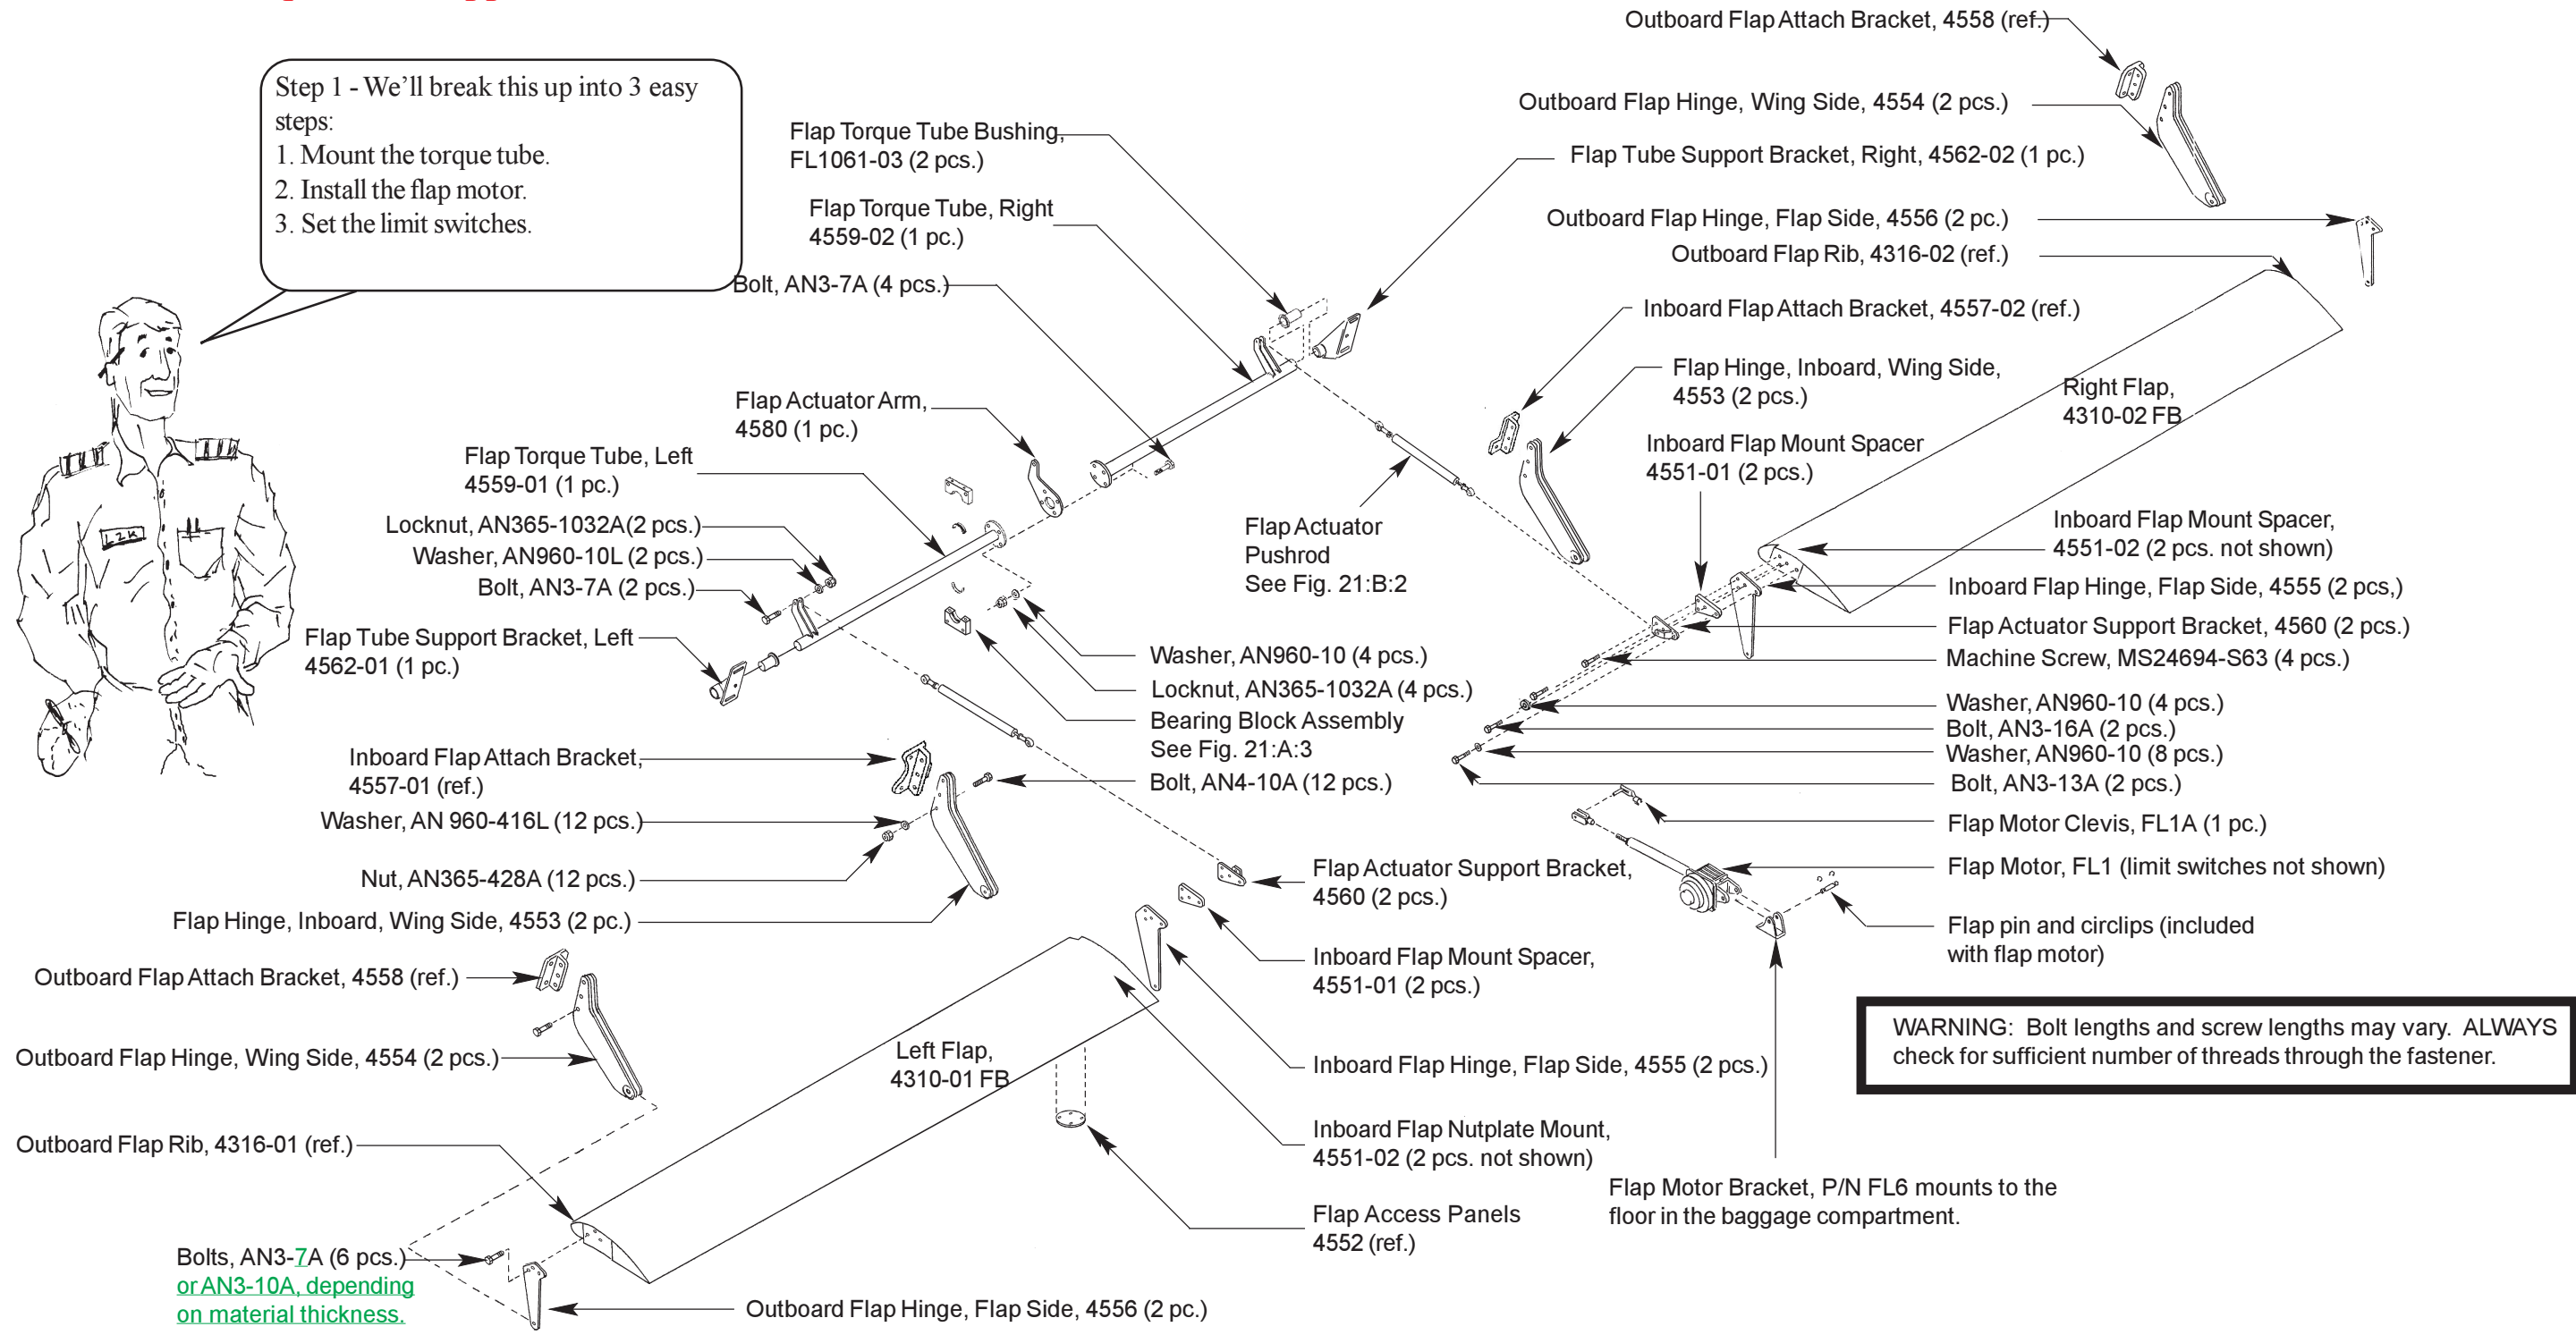 Step 1 - We'll break this up into 3 easy
steps:
1. Mount the torque tube.
2. Install the flap motor.
3. Set the limit switches.
LZK
Flap Torque Tube Bushing,
FL1061-03 (2 pcs.)
Flap Torque Tube, Right
4559-02 (1 pc.)
Bolt, AN3-7A (4 pcs.)
Flap Actuator Arm,
4580 (1 pc.)
Flap Torque Tube, Left
4559-01 (1 pc.)
Locknut, AN365-1032A(2 pcs.)
Washer, AN960-10L (2 pcs.)
Bolt, AN3-7A (2 pcs.)
Flap Tube Support Bracket, Left
4562-01 (1 pc.)
Inboard Flap Attach Bracket,
4557-01 (ref.)
Washer, AN 960-416L (12 pcs.)
Nut, AN365-428A (12 pcs.)
Flap Hinge, Inboard, Wing Side, 4553 (2 pc.)
Outboard Flap Attach Bracket, 4558 (ref.)
Outboard Flap Hinge, Wing Side, 4554 (2 pcs.)
Outboard Flap Rib, 4316-01 (ref.)
Bolts, AN3-7A (6 pcs.)
or AN3-10A, depending
on material thickness.
Outboard Flap Hinge, Flap Side, 4556 (2 pc.)
Left Flap,
4310-01 FB
Washer, AN960-10 (4 pcs.)
Locknut, AN365-1032A (4 pcs.)
Bearing Block Assembly
See Fig. 21:A:3
Bolt, AN4-10A (12 pcs.)
Flap Actuator Support Bracket,
4560 (2 pcs.)
Inboard Flap Mount Spacer,
4551-01 (2 pcs.)
Inboard Flap Hinge, Flap Side, 4555 (2 pcs.)
Inboard Flap Nutplate Mount,
4551-02 (2 pcs. not shown)
Flap Access Panels
4552 (ref.)
Outboard Flap Attach Bracket, 4558 (ref.)
Outboard Flap Hinge, Wing Side, 4554 (2 pcs.)
Flap Tube Support Bracket, Right, 4562-02 (1 pc.)
Outboard Flap Hinge, Flap Side, 4556 (2 pc.)
Outboard Flap Rib, 4316-02 (ref.)
Inboard Flap Attach Bracket, 4557-02 (ref.)
Flap Hinge, Inboard, Wing Side,
4553 (2 pcs.)
Right Flap,
4310-02 FB
Inboard Flap Mount Spacer
4551-01 (2 pcs.)
Flap Actuator
Pushrod
See Fig. 21:B:2
Inboard Flap Mount Spacer,
4551-02 (2 pcs. not shown)
Inboard Flap Hinge, Flap Side, 4555 (2 pcs,)
Flap Actuator Support Bracket, 4560 (2 pcs.)
Machine Screw, MS24694-S63 (4 pcs.)
Washer, AN960-10 (4 pcs.)
Bolt, AN3-16A (2 pcs.)
Washer, AN960-10 (8 pcs.)
Bolt, AN3-13A (2 pcs.)
Flap Motor Clevis, FL1A (1 pc.)
Flap Motor, FL1 (limit switches not shown)
Flap pin and circlips (included
with flap motor)
WARNING: Bolt lengths and screw lengths may vary. ALWAYS
check for sufficient number of threads through the fastener.
Flap Motor Bracket, P/N FL6 mounts to the
floor in the baggage compartment.